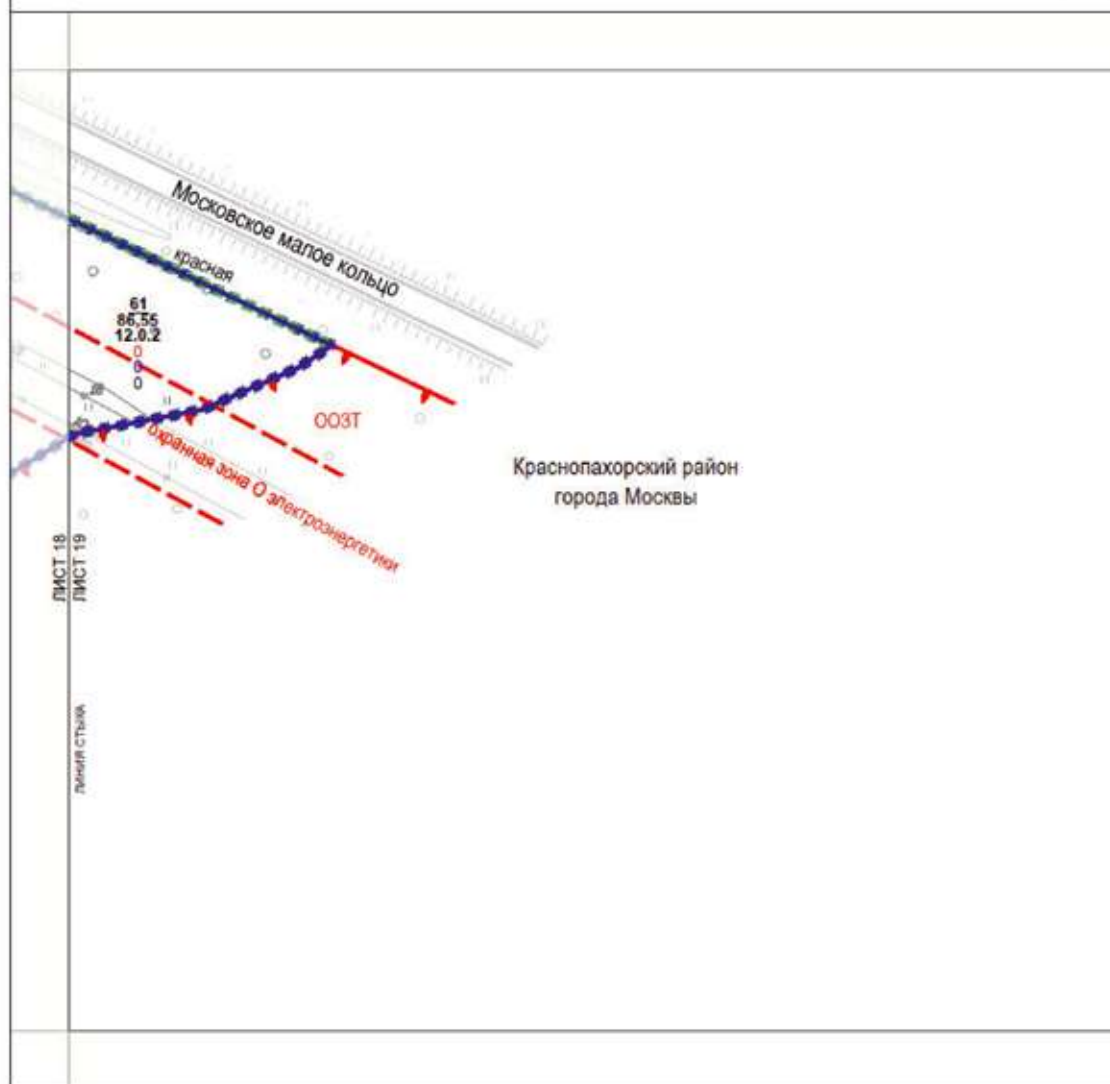 Московское малое кольцо
красная
61
86,55
12.0.2
0
0
0
ООЗТ
охранная зона О электроэнергетики
Краснопахорский район
города Москвы
ЛИСТ 18
ЛИСТ 19
ЛИНИЯ СТЫКА